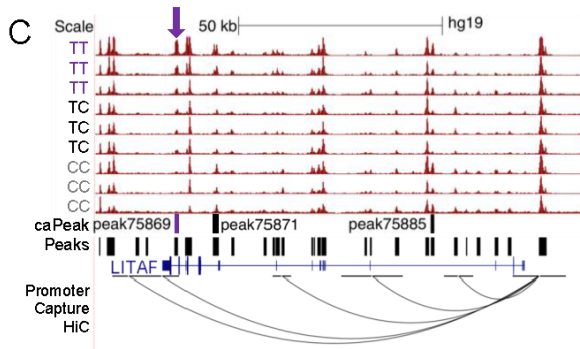 C
Scale 50 kb hg19
TT
TT
TT
TC
TC
TC
CC
CC
CC
caPeak peak75869 peak75871 peak75885
Peaks
LITAF
Promoter
Capture
HiC